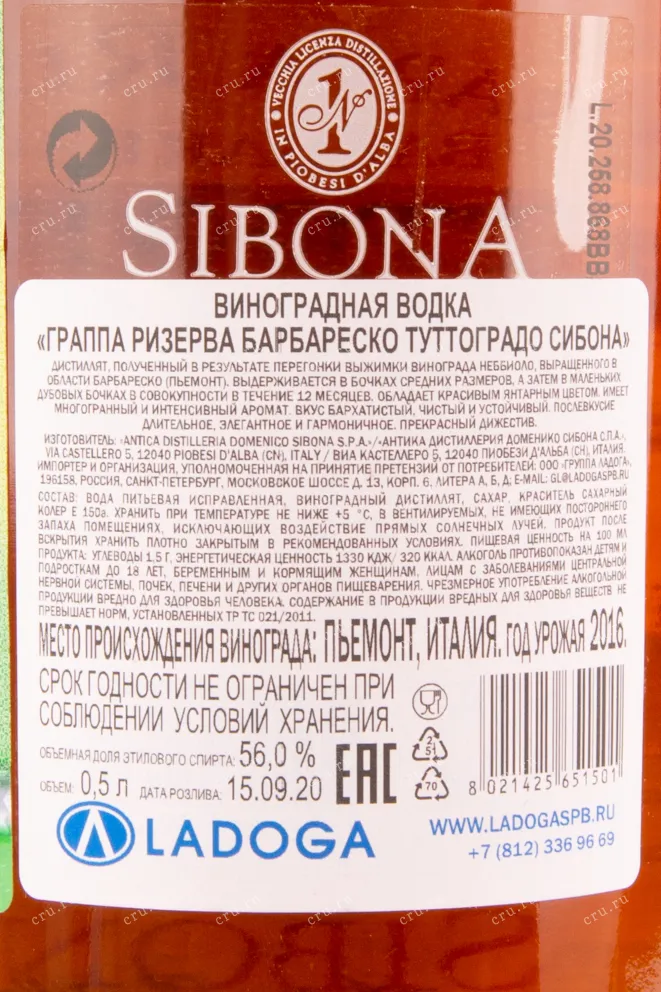 VECCHIA LICENZA DISTILLAZIONE
Nº 1
IN PIOBESI D'ALBA
SIBONA
L.20.258.868BB
ВИНОГРАДНАЯ ВОДКА
«ГРАППА РИЗЕРВА БАРБАРЕСКО ТУТТОГРАДО СИБОНА»
ДИСТИЛЛЯТ, ПОЛУЧЕННЫЙ В РЕЗУЛЬТАТЕ ПЕРЕГОНКИ ВЫЖИМКИ ВИНОГРАДА НЕББИОЛО, ВЫРАЩЕННОГО В
ОБЛАСТИ БАРБАРЕСКО (ПЬЕМОНТ). ВЫДЕРЖИВАЕТСЯ В БОЧКАХ СРЕДНИХ РАЗМЕРОВ, А ЗАТЕМ В МАЛЕНЬКИХ
ДУБОВЫХ БОЧКАХ В СОВОКУПНОСТИ В ТЕЧЕНИЕ 12 МЕСЯЦЕВ. ОБЛАДАЕТ КРАСИВЫМ ЯНТАРНЫМ ЦВЕТОМ. ИМЕЕТ
МНОГОГРАННЫЙ И ИНТЕНСИВНЫЙ АРОМАТ. ВКУС БАРХАТИСТЫЙ, ЧИСТЫЙ И УСТОЙЧИВЫЙ. ПОСЛЕВКУСИЕ
ДЛИТЕЛЬНОЕ, ЭЛЕГАНТНОЕ И ГАРМОНИЧНОЕ. ПРЕКРАСНЫЙ ДИЖЕСТИВ.
ИЗГОТОВИТЕЛЬ: «ANTICA DISTILLERIA DOMENICO SIBONA S.P.A.»/«АНТИКА ДИСТИЛЛЕРИЯ ДОМЕНИКО СИБОНА С.П.А.»,
VIA CASTELLERO 5, 12040 PIOBESI D'ALBA (CN), ITALY / ВИА КАСТЕЛЛЕРО 5, 12040 ПИОБЕЗИ Д'АЛЬБА (CH), ИТАЛИЯ.
ИМПОРТЕР И ОРГАНИЗАЦИЯ, УПОЛНОМОЧЕННАЯ НА ПРИНЯТИЕ ПРЕТЕНЗИЙ ОТ ПОТРЕБИТЕЛЕЙ: ООО «ГРУППА ЛАДОГА»,
196158, РОССИЯ, САНКТ-ПЕТЕРБУРГ, МОСКОВСКОЕ ШОССЕ Д. 13, КОРП. 6, ЛИТЕРА А, Б, Д; E-MAIL: GL@LADOGASPB.RU
СОСТАВ: ВОДА ПИТЬЕВАЯ ИСПРАВЛЕННАЯ, ВИНОГРАДНЫЙ ДИСТИЛЛЯТ, САХАР, КРАСИТЕЛЬ САХАРНЫЙ
КОЛЕР Е 150a. ХРАНИТЬ ПРИ ТЕМПЕРАТУРЕ НЕ НИЖЕ +5 °С, В ВЕНТИЛИРУЕМЫХ, НЕ ИМЕЮЩИХ ПОСТОРОННЕГО
ЗАПАХА ПОМЕЩЕНИЯХ, ИСКЛЮЧАЮЩИХ ВОЗДЕЙСТВИЕ ПРЯМЫХ СОЛНЕЧНЫХ ЛУЧЕЙ. ПРОДУКТ ПОСЛЕ
ВСКРЫТИЯ ХРАНИТЬ ПЛОТНО ЗАКРЫТЫМ В РЕКОМЕНДОВАННЫХ УСЛОВИЯХ. ПИЩЕВАЯ ЦЕННОСТЬ НА 100 МЛ
ПРОДУКТА: УГЛЕВОДЫ 1,5 Г, ЭНЕРГЕТИЧЕСКАЯ ЦЕННОСТЬ 1330 КДЖ/ 320 ККАЛ. АЛКОГОЛЬ ПРОТИВОПОКАЗАН ДЕТЯМ И
ПОДРОСТКАМ ДО 18 ЛЕТ, БЕРЕМЕННЫМ И КОРМЯЩИМ ЖЕНЩИНАМ, ЛИЦАМ С ЗАБОЛЕВАНИЯМИ ЦЕНТРАЛЬНОЙ
НЕРВНОЙ СИСТЕМЫ, ПОЧЕК, ПЕЧЕНИ И ДРУГИХ ОРГАНОВ ПИЩЕВАРЕНИЯ. ЧРЕЗМЕРНОЕ УПОТРЕБЛЕНИЕ АЛКОГОЛЬНОЙ
ПРОДУКЦИИ ВРЕДНО ДЛЯ ЗДОРОВЬЯ ЧЕЛОВЕКА. СОДЕРЖАНИЕ В ПРОДУКЦИИ ВРЕДНЫХ ДЛЯ ЗДОРОВЬЯ ВЕЩЕСТВ НЕ
ПРЕВЫШАЕТ НОРМ, УСТАНОВЛЕННЫХ ТР ТС 021/2011.
МЕСТО ПРОИСХОЖДЕНИЯ ВИНОГРАДА: ПЬЕМОНТ, ИТАЛИЯ. ГОД УРОЖАЯ 2016.
СРОК ГОДНОСТИ НЕ ОГРАНИЧЕН ПРИ
СОБЛЮДЕНИИ УСЛОВИЙ ХРАНЕНИЯ.
ОБЪЕМНАЯ ДОЛЯ ЭТИЛОВОГО СПИРТА: 56,0 %
ОБЪЕМ: 0,5 л ДАТА РОЗЛИВА: 15.09.20
EAC
25
70
8 021425 651501
LADOGA
WWW.LADOGASPB.RU
+7 (812) 336 96 69
cru.ru